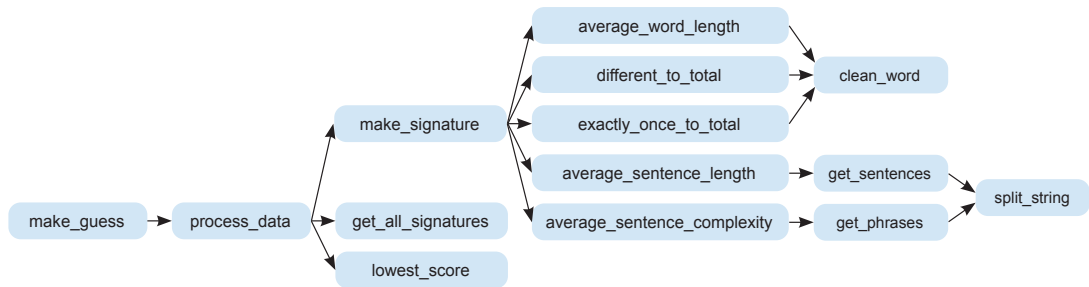 average_word_length
different_to_total
clean_word
make_signature
exactly_once_to_total
average_sentence_length
get_sentences
split_string
make_guess
process_data
get_all_signatures
average_sentence_complexity
get_phrases
lowest_score